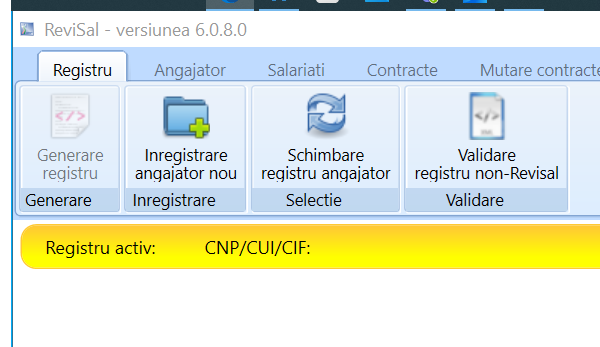 ReviSal - versiunea 6.0.8.0
Registru Angajator Salariati Contracte Mutare contracte
Generare registru
Inregistrare angajator nou
Schimbare registru angajator
Validare registru non-Revisal
Generare Inregistrare Selectie Validare
Registru activ: CNP/CUI/CIF: